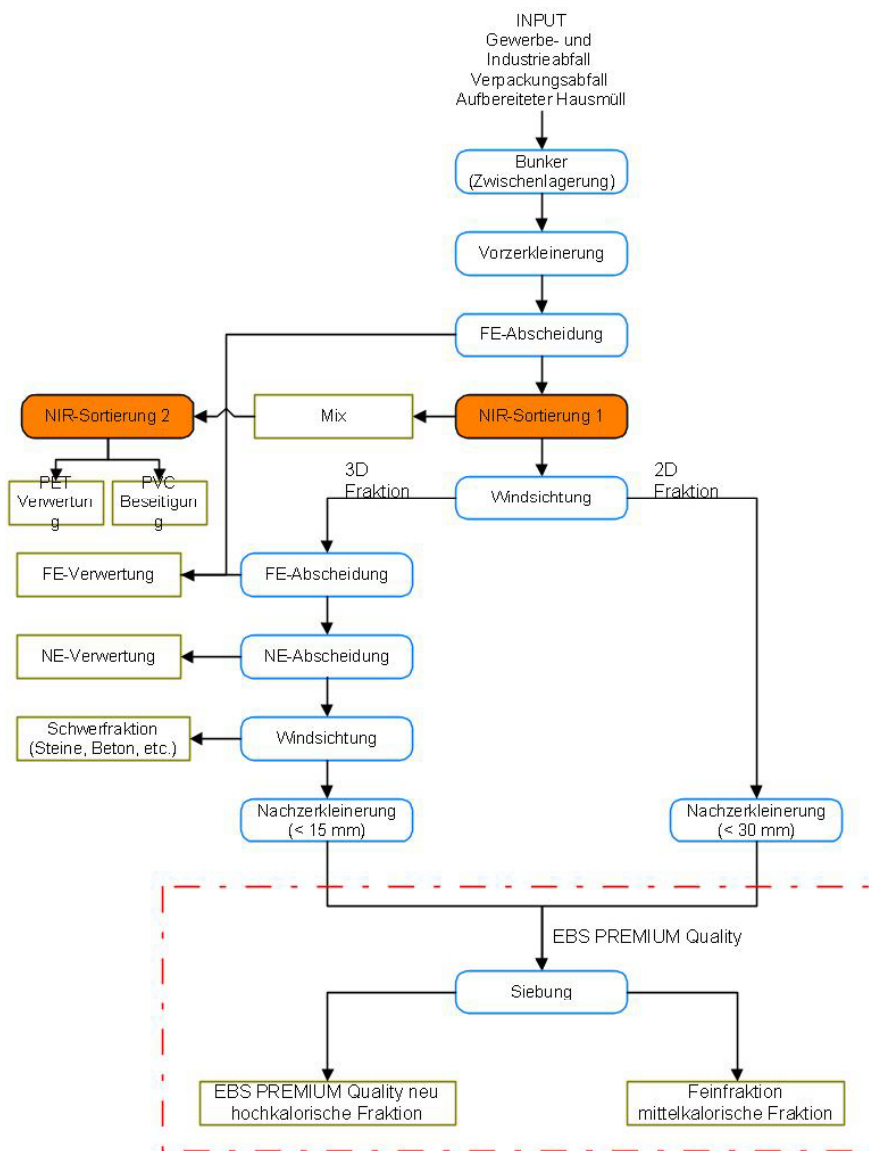 INPUT
Gewerbe- und
Industrieabfall
Verpackungsabfall
Aufbereiteter Hausmüll
Bunker
(Zwischenlagerung)
Vorzerkleinerung
FE-Abscheidung
NIR-Sortierung 2
Mix
NIR-Sortierung 1
PET
Verwertun
g
PVC
Beseitigun
g
3D
Fraktion
Windsichtung
2D
Fraktion
FE-Verwertung
FE-Abscheidung
NE-Verwertung
NE-Abscheidung
Schwerfraktion
(Steine, Beton, etc.)
Windsichtung
Nachzerkleinerung
(< 15 mm)
Nachzerkleinerung
(< 30 mm)
EBS PREMIUM Quality
Siebung
EBS PREMIUM Quality neu
hochkalorische Fraktion
Feinfraktion
mittelkalorische Fraktion